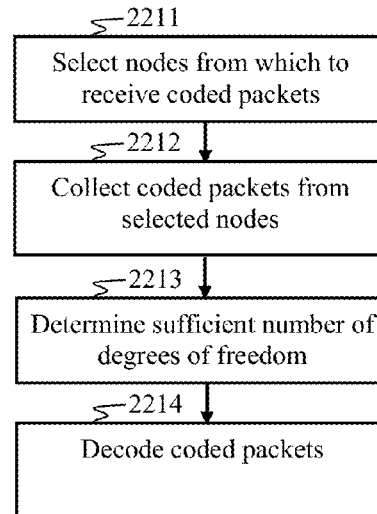 2211
Select nodes from which to
receive coded packets
2212
Collect coded packets from
selected nodes
2213
Determine sufficient number of
degrees of freedom
2214
Decode coded packets